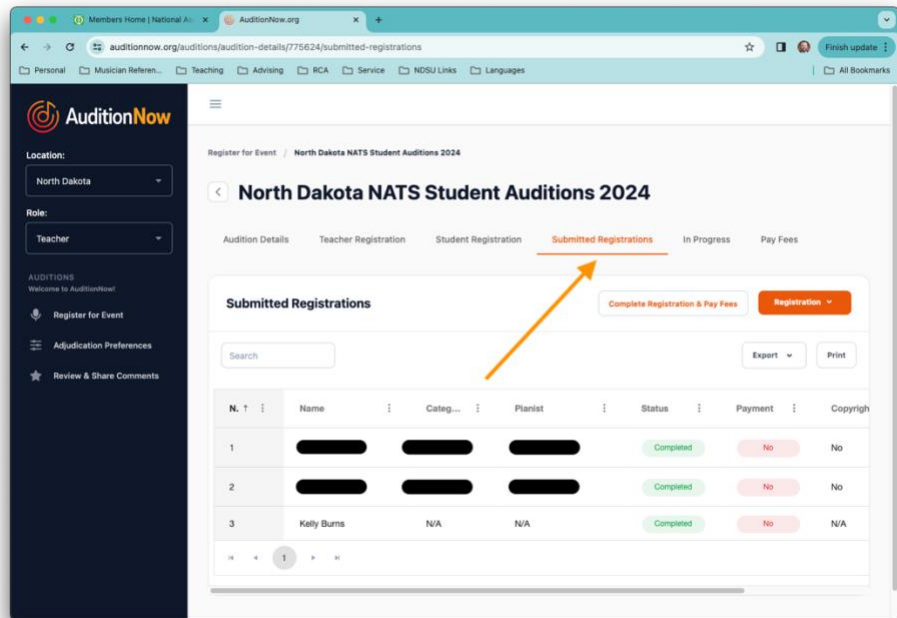 Members Home | National As
AuditionNow.org
auditionnow.org/auditions/audition-details/775624/submitted-registrations
Finish update
Personal Musician Referen... Teaching Advising RCA Service NDSU Links Languages All Bookmarks
AuditionNow
Location:
North Dakota
Role:
Teacher
AUDITIONS
Welcome to AuditionNow!
Register for Event
Adjudication Preferences
Review & Share Comments
Register for Event / North Dakota NATS Student Auditions 2024
North Dakota NATS Student Auditions 2024
Audition Details Teacher Registration Student Registration Submitted Registrations In Progress Pay Fees
Submitted Registrations
Complete Registration & Pay Fees
Registration
Search
Export
Print
N. ↑ Name Categ... Pianist Status Payment Copyrigh
1 Completed No No
2 Completed No No
3 Kelly Burns N/A N/A Completed No N/A
1